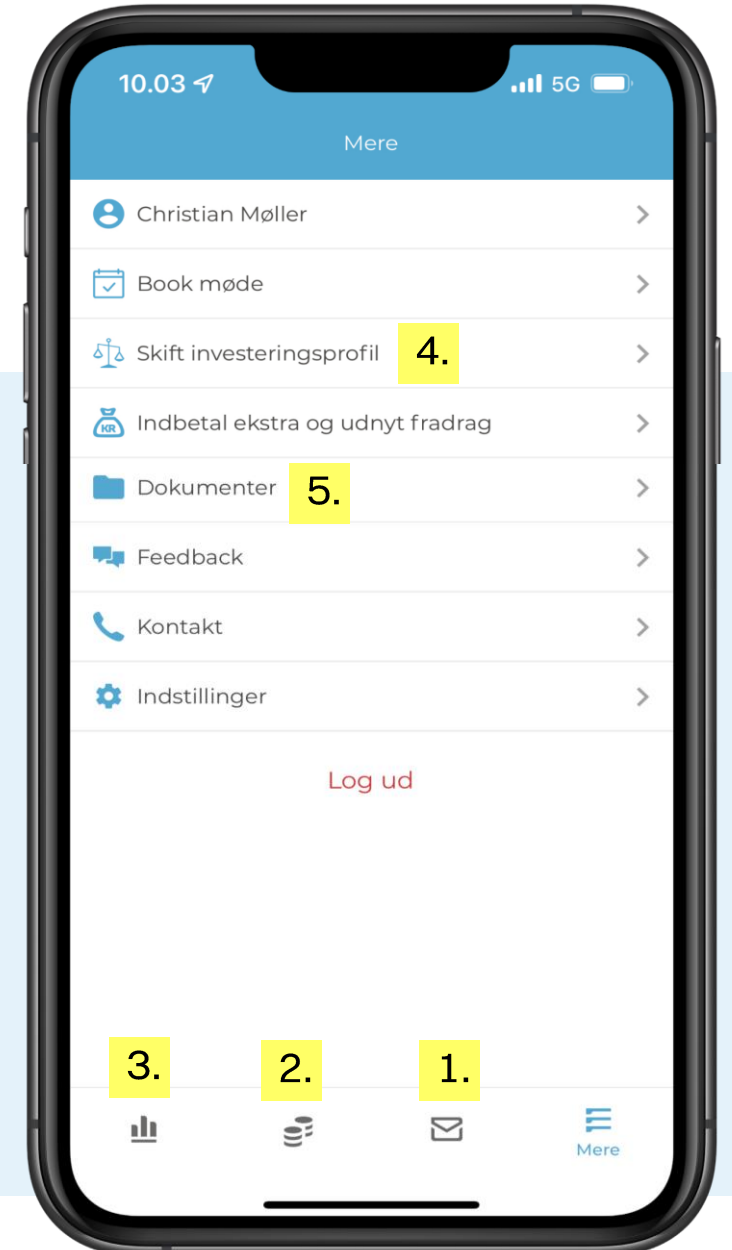 10.03 5G
Mere
Christian Møller
Book møde
Skift investeringsprofil 4.
KR Indbetal ekstra og udnyt fradrag
Dokumenter 5.
Feedback
Kontakt
Indstillinger
Log ud
3. 2. 1.
Mere